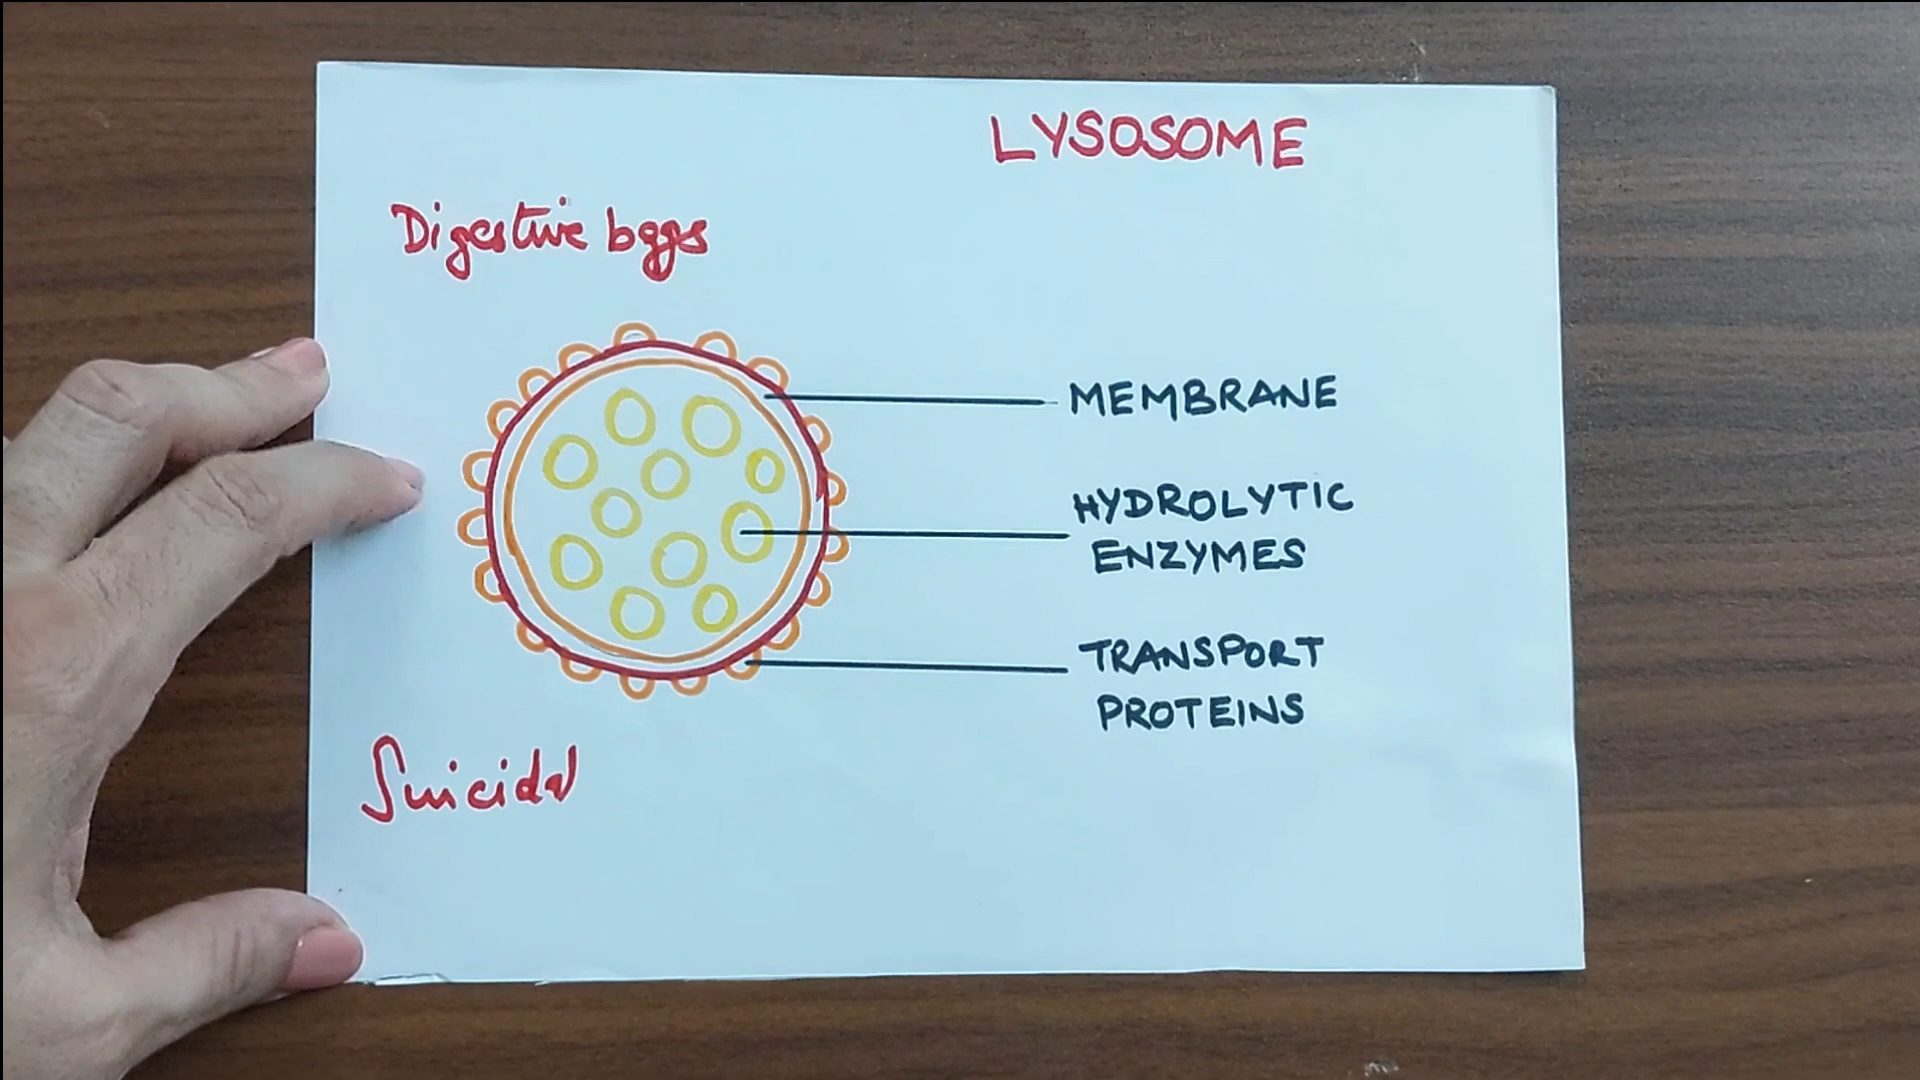 LYSOSOME
Digestive bags
MEMBRANE
HYDROLYTIC
ENZYMES
TRANSPORT
PROTEINS
Suicidal